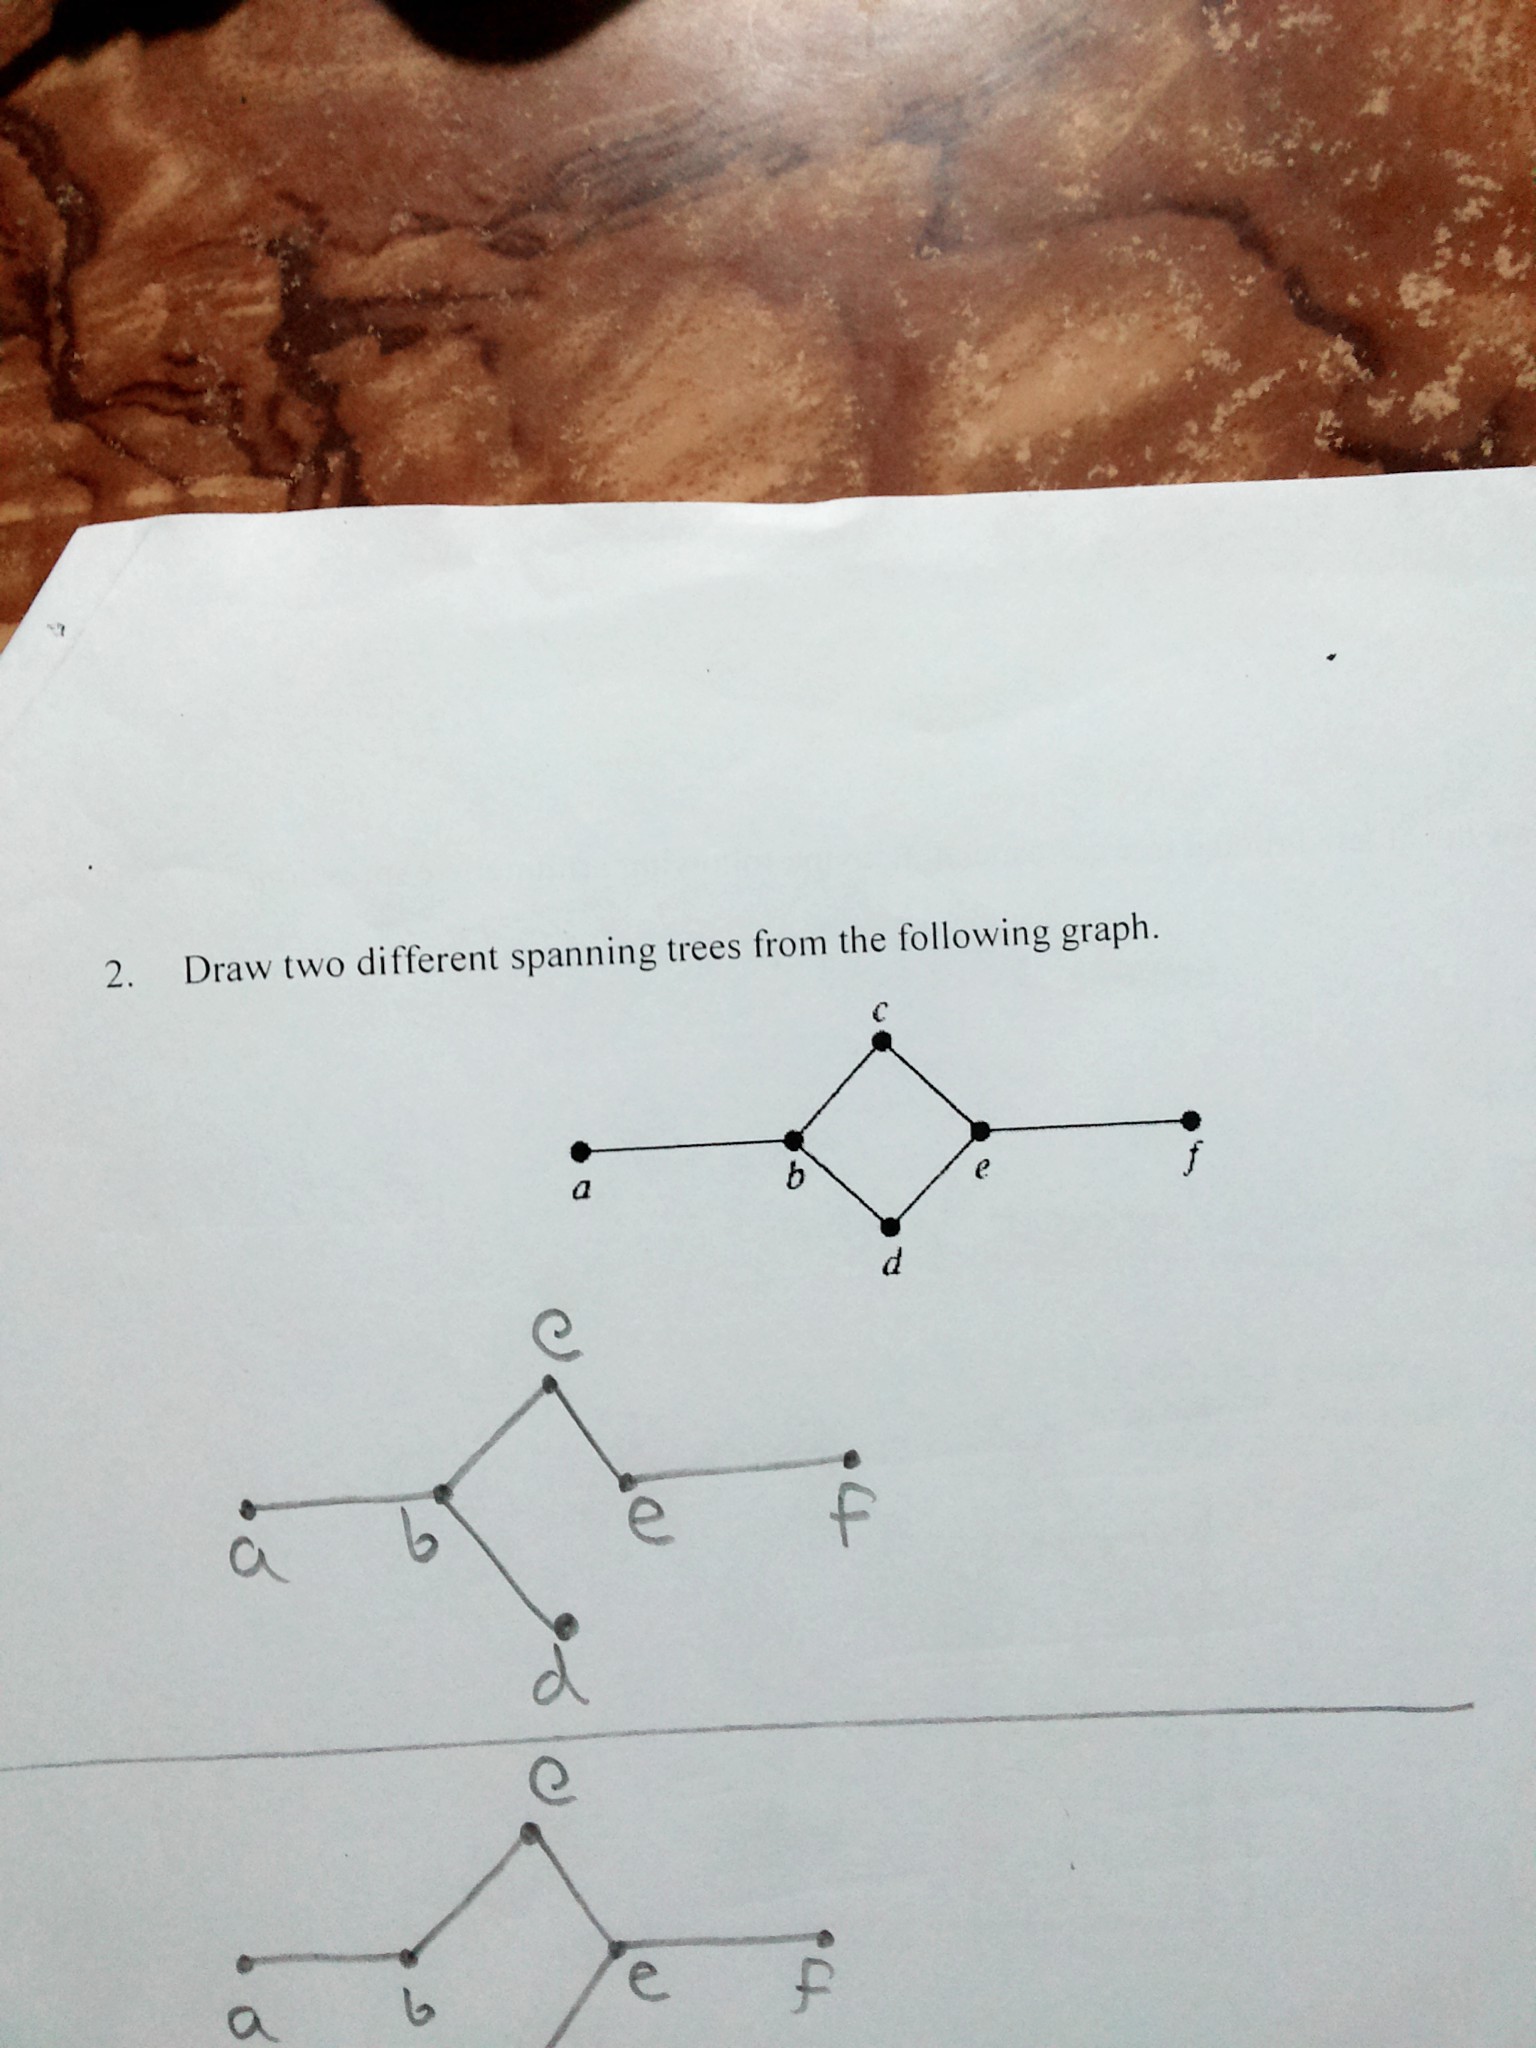 2. Draw two different spanning trees from the following graph.
c
a b e f
d
c
a b e f
d
c
a b e f